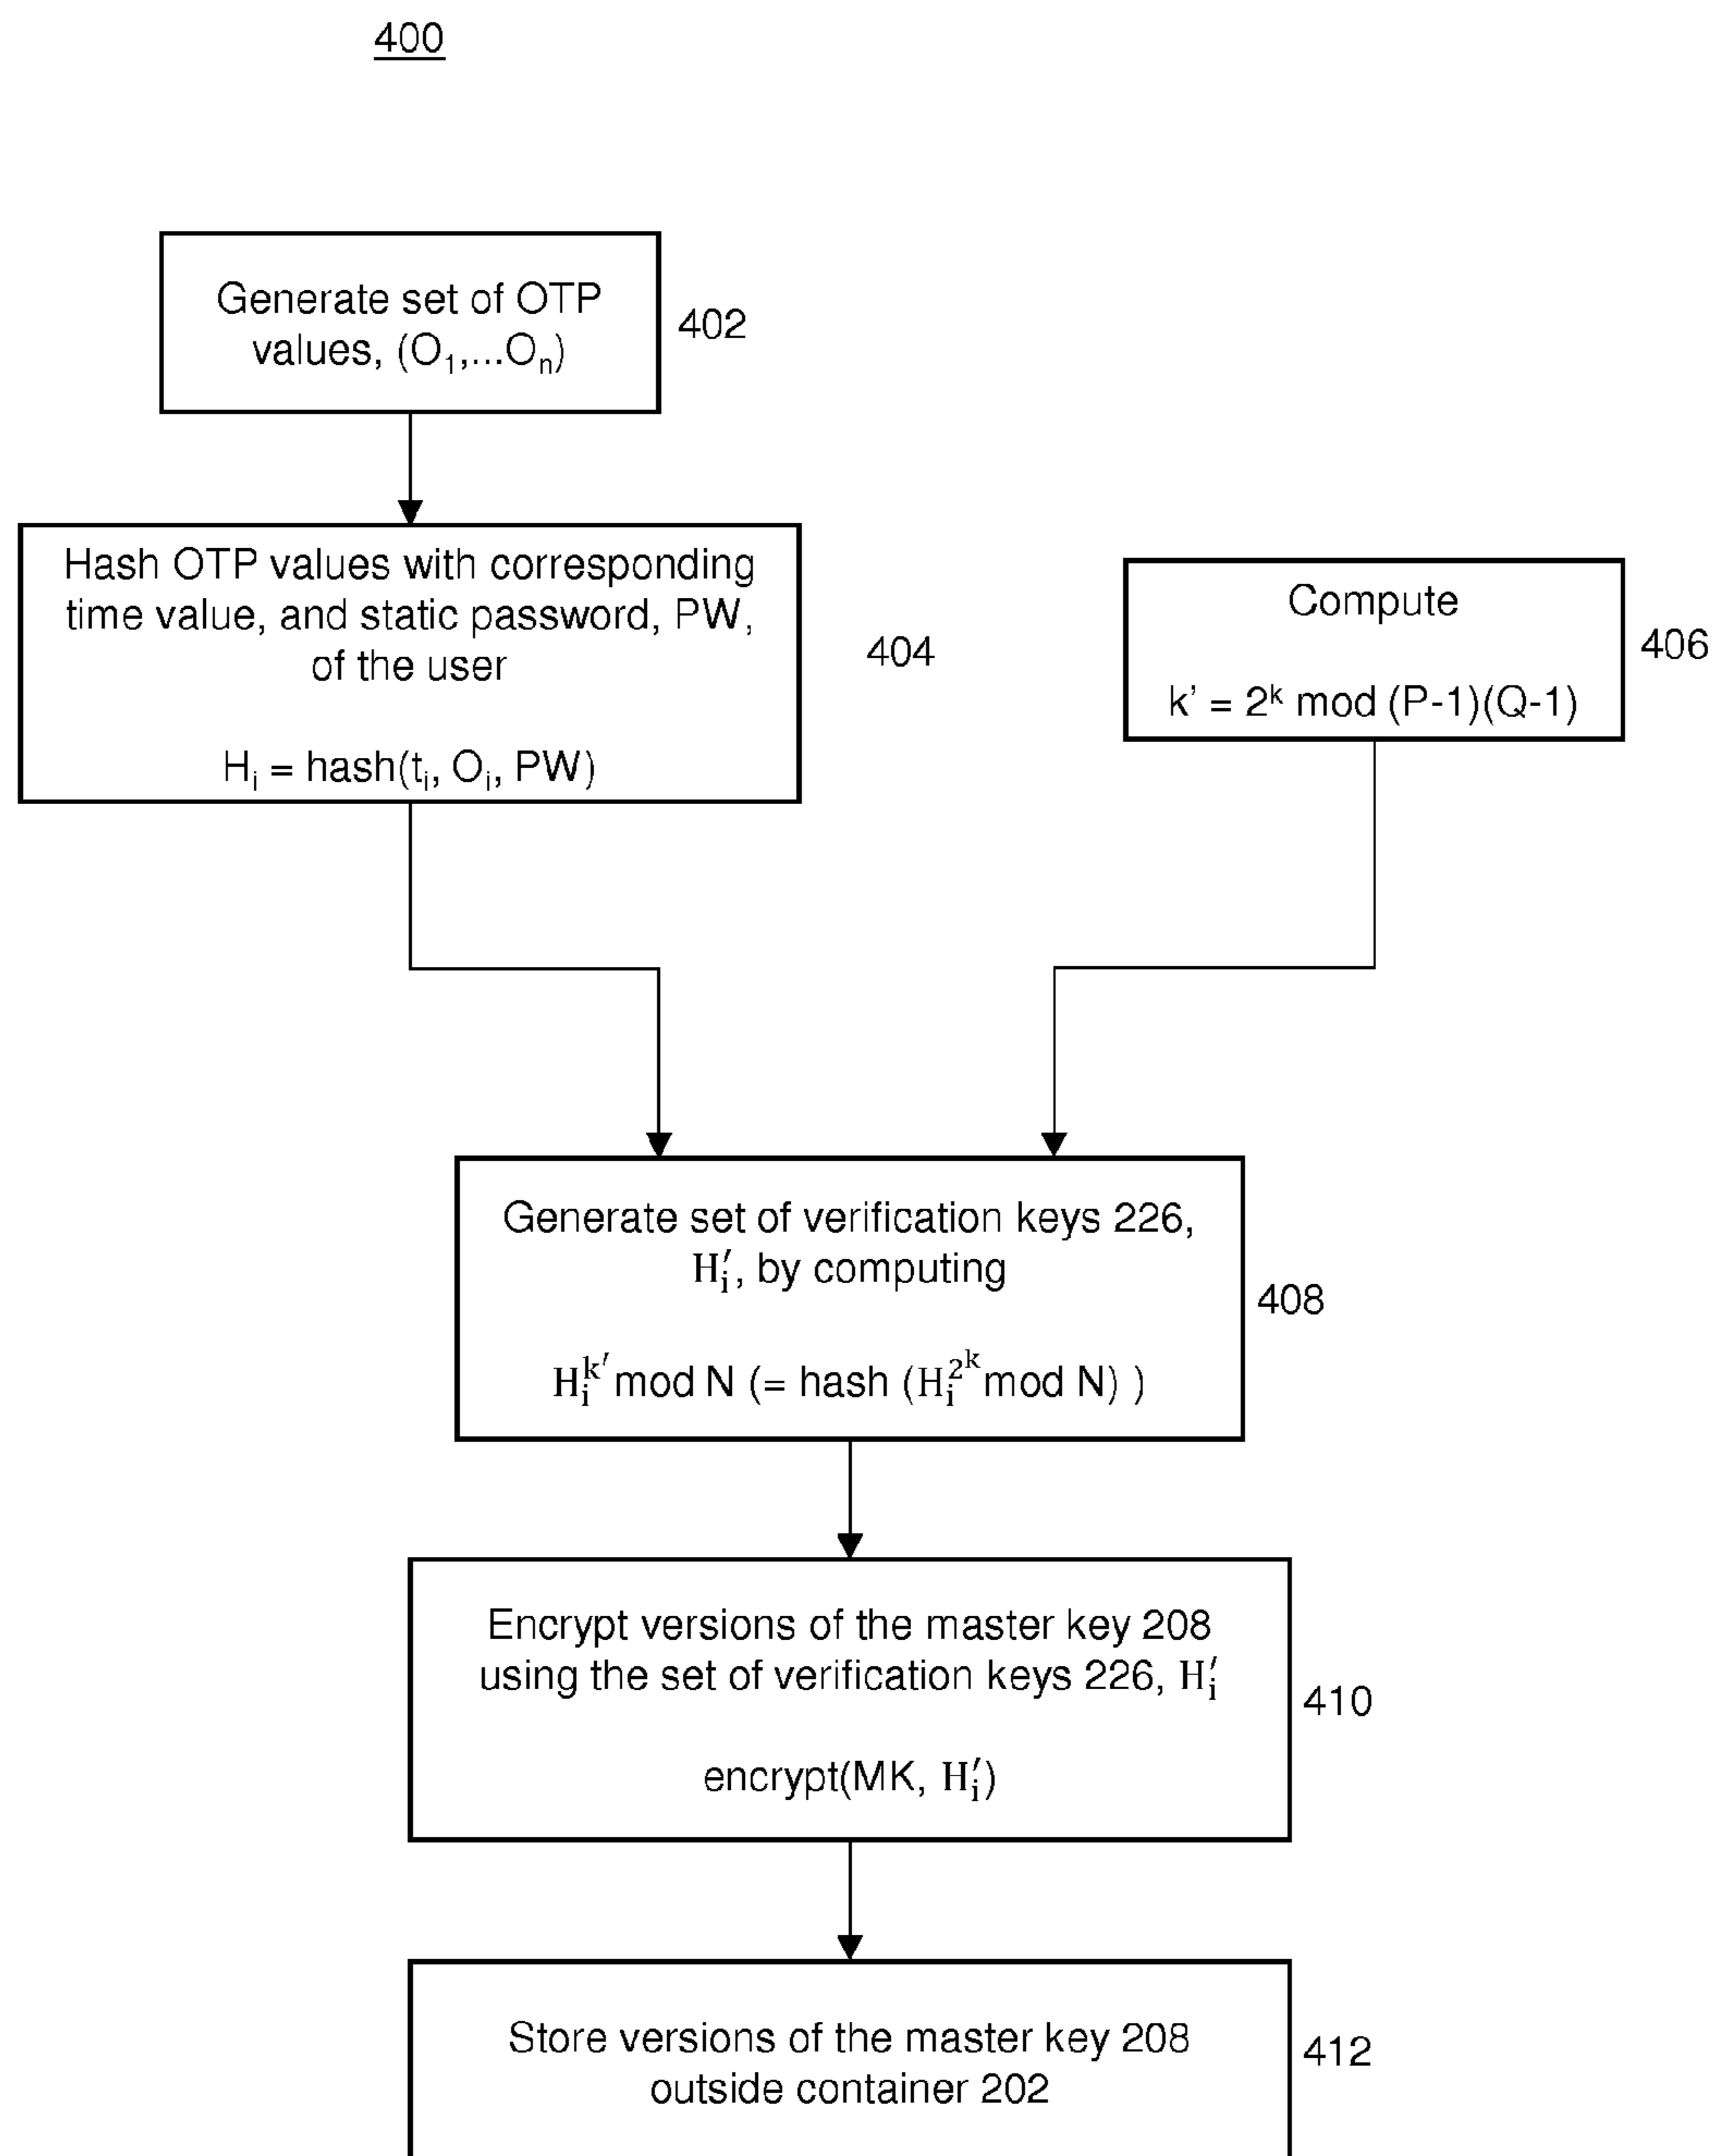 400
Generate set of OTP
values, (O₁,...Oₙ)
402
Hash OTP values with corresponding
time value, and static password, PW,
of the user
Hᵢ = hash(tᵢ, Oᵢ, PW)
404
Compute
k’ = 2ᵏ mod (P-1)(Q-1)
406
Generate set of verification keys 226,
H′ᵢ, by computing
Hᵢ^k′ mod N (= hash (Hᵢ^2^k mod N) )
408
Encrypt versions of the master key 208
using the set of verification keys 226, H′ᵢ
encrypt(MK, H′ᵢ)
410
Store versions of the master key 208
outside container 202
412